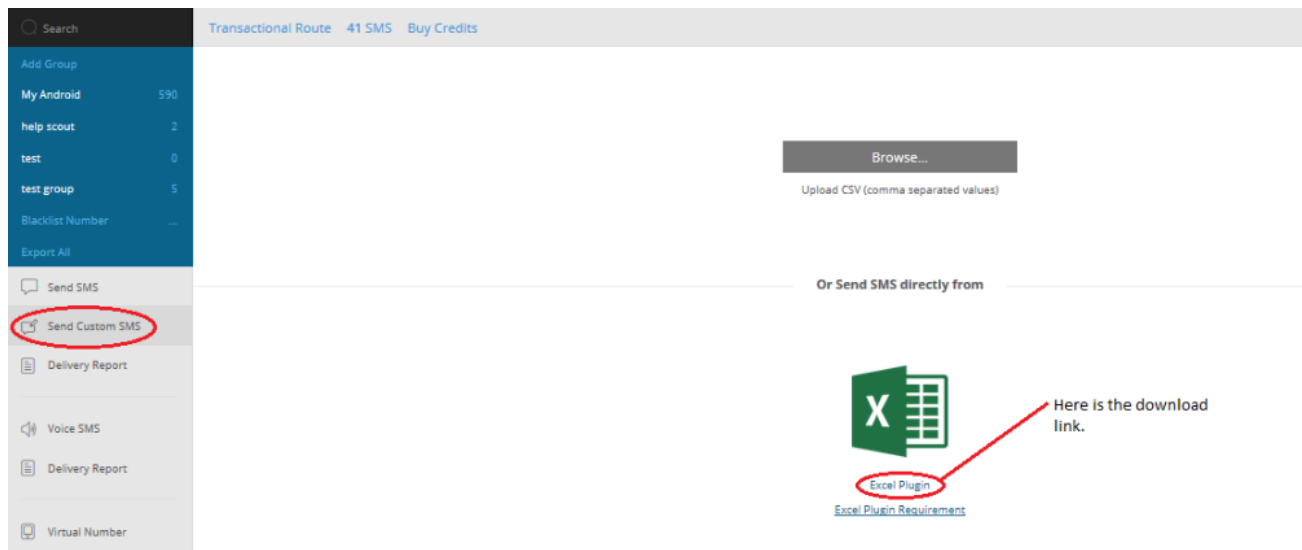 Search
Transactional Route 41 SMS Buy Credits
Add Group
My Android 590
help scout 2
test 0
test group 5
Blacklist Number ...
Export All
Send SMS
Send Custom SMS
Delivery Report
Voice SMS
Delivery Report
Virtual Number
Browse...
Upload CSV (comma separated values)
Or Send SMS directly from
X
Here is the download
link.
Excel Plugin
Excel Plugin Requirement